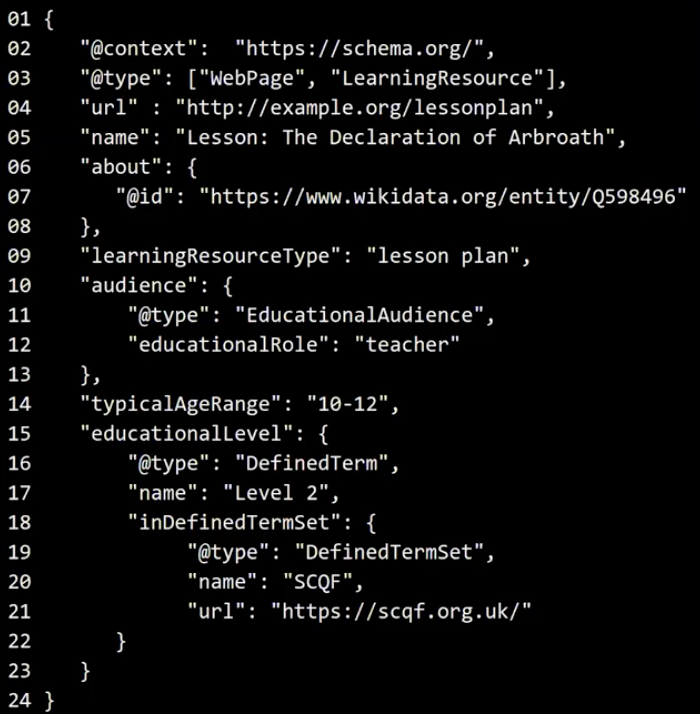 01 {
02    "@context":  "https://schema.org/",
03    "@type": ["WebPage", "LearningResource"],
04    "url" : "http://example.org/lessonplan",
05    "name": "Lesson: The Declaration of Arbroath",
06    "about": {
07       "@id": "https://www.wikidata.org/entity/Q598496"
08    },
09    "learningResourceType": "lesson plan",
10    "audience": {
11        "@type": "EducationalAudience",
12        "educationalRole": "teacher"
13    },
14    "typicalAgeRange": "10-12",
15    "educationalLevel": {
16        "@type": "DefinedTerm",
17        "name": "Level 2",
18        "inDefinedTermSet": {
19             "@type": "DefinedTermSet",
20             "name": "SCQF",
21             "url": "https://scqf.org.uk/"
22       }
23    }
24 }